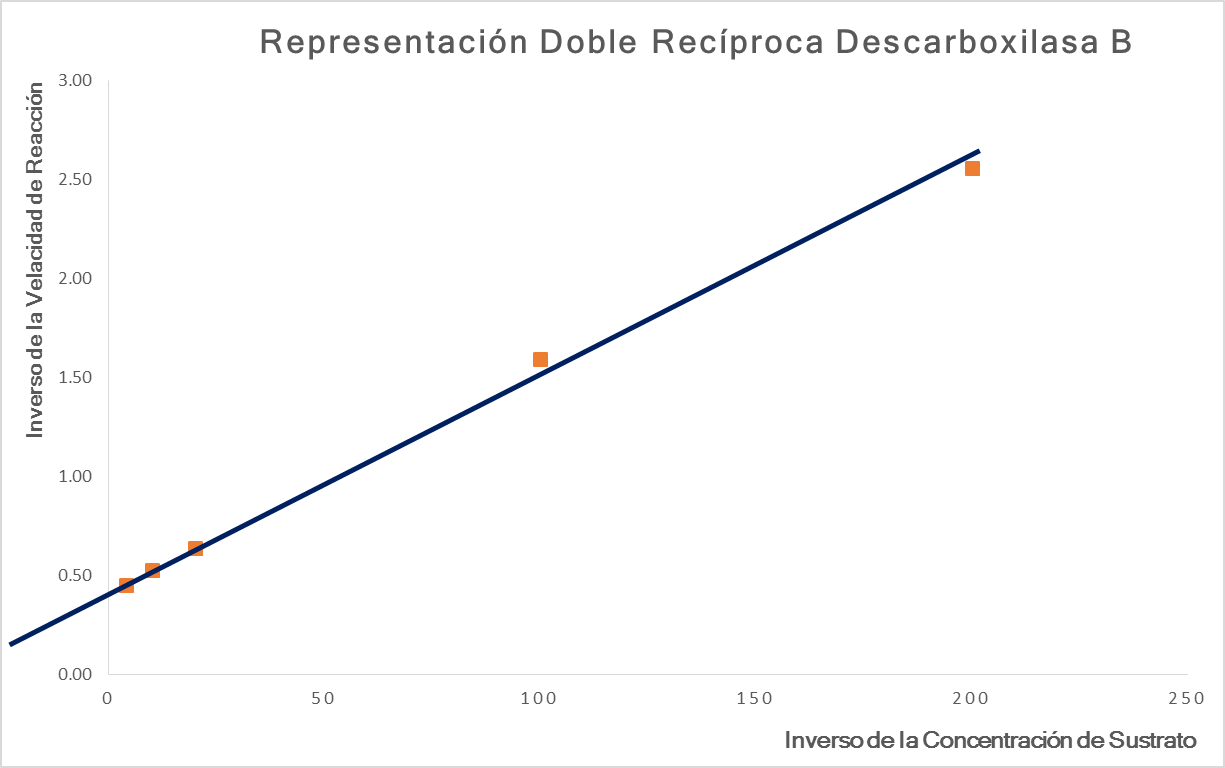 Representación Doble Recíproca Descarboxilasa B
Inverso de la Velacidad de Reacción
3.00
2.50
2.00
1.50
1.00
0.50
0.00
0 50 100 150 200 250
Inverso de la Concentración de Sustrato